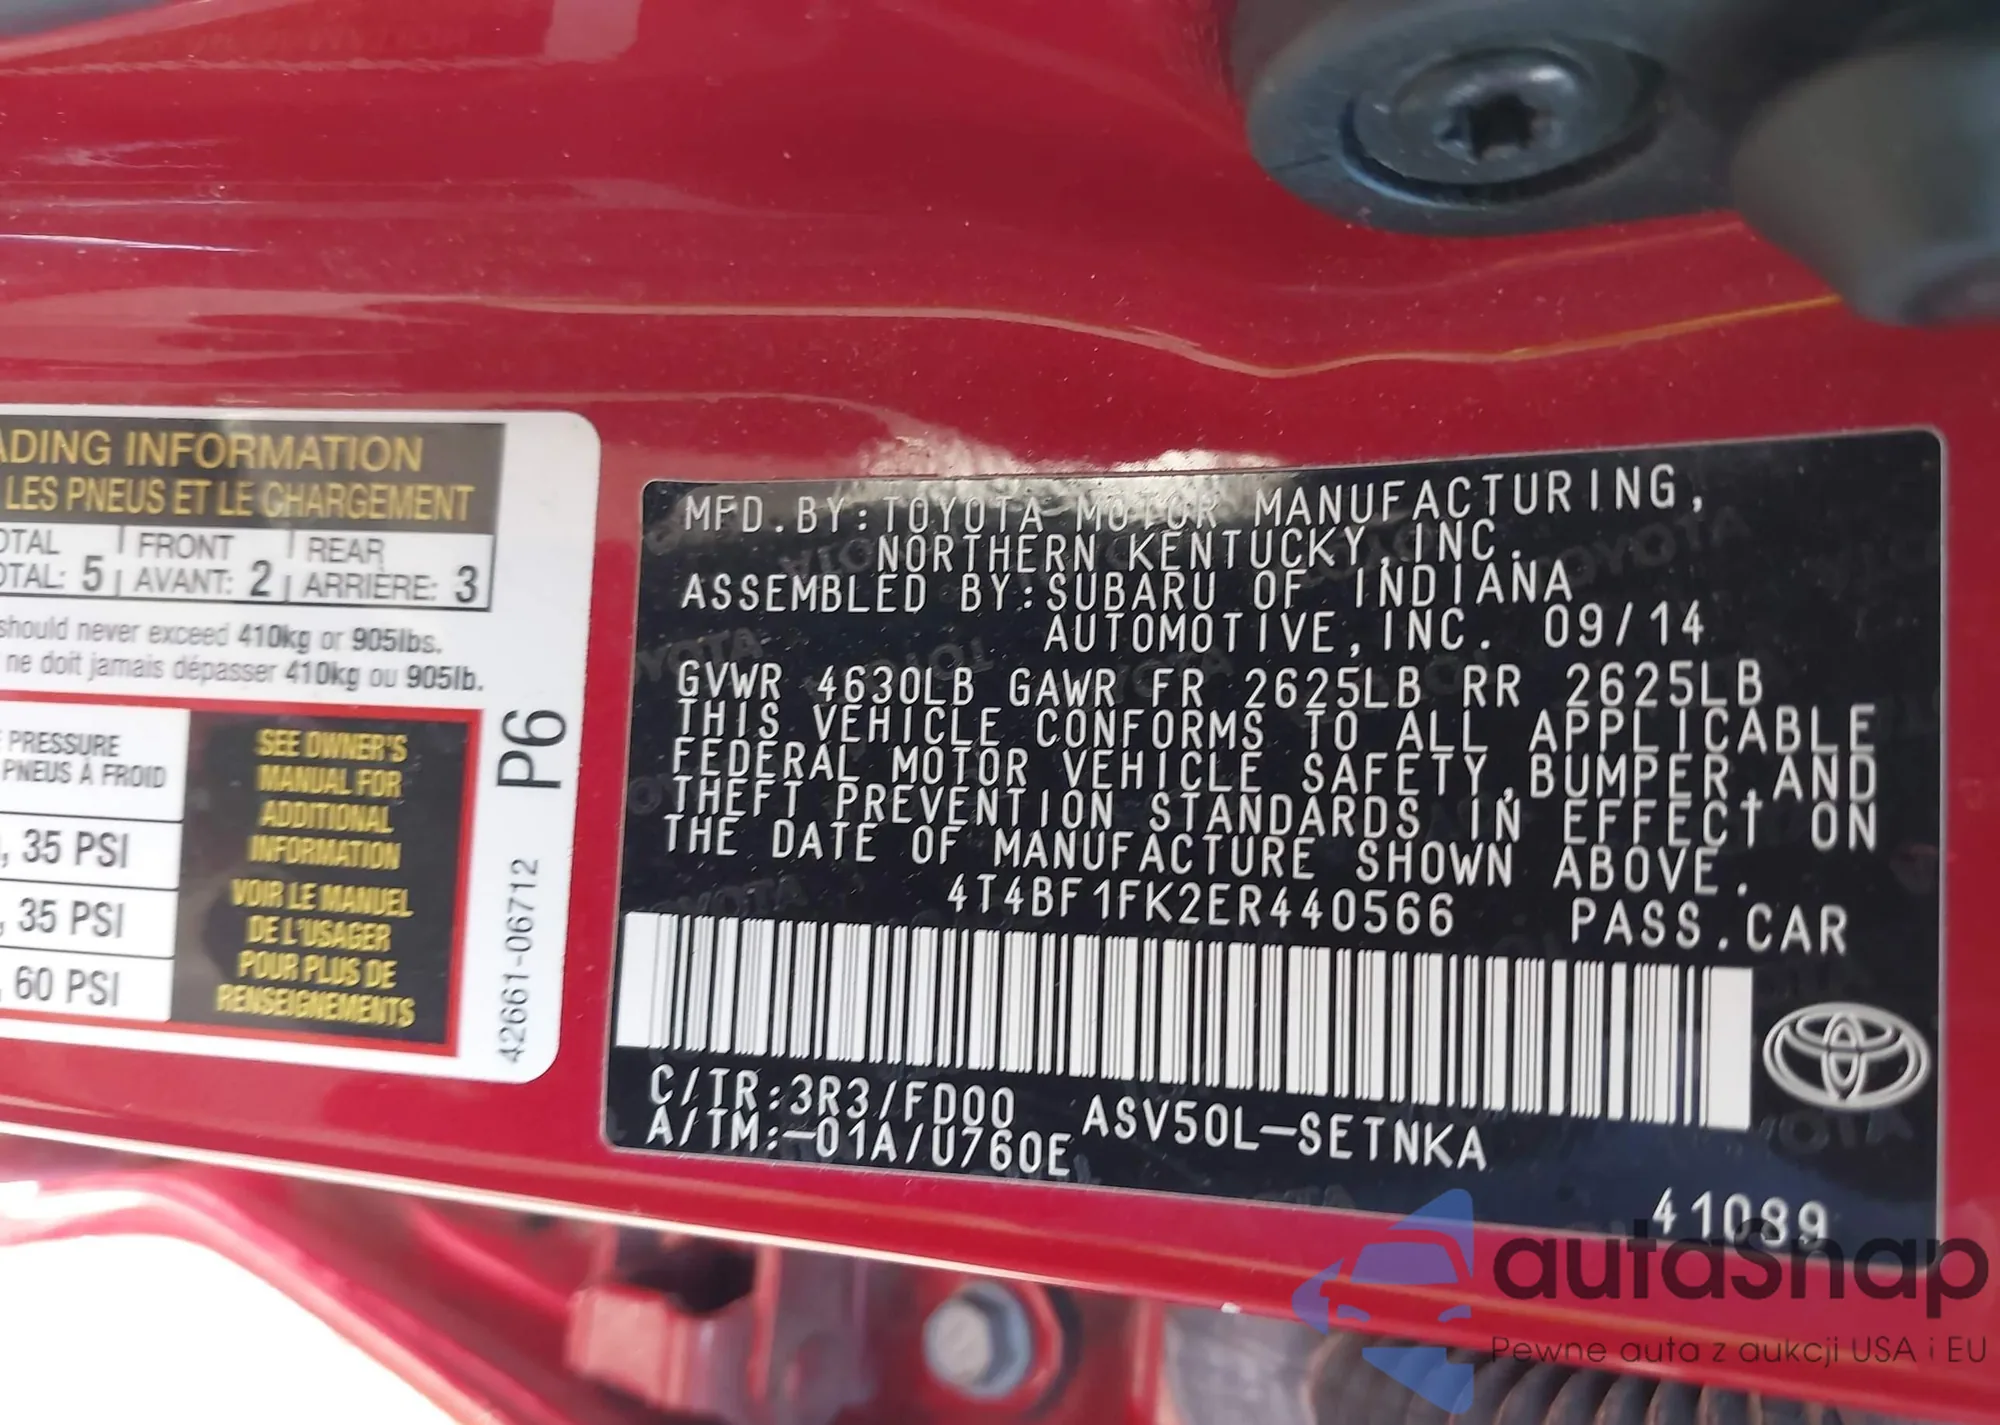 ADING INFORMATION
LES PNEUS ET LE CHARGEMENT
OTAL FRONT REAR
OTAL: 5 AVANT: 2 ARRIÈRE: 3
should never exceed 410kg or 905lbs.
ne doit jamais dépasser 410kg ou 905lb.
PRESSURE
PNEUS À FROID
, 35 PSI
, 35 PSI
, 60 PSI
SEE OWNER'S
MANUAL FOR
ADDITIONAL
INFORMATION
VOIR LE MANUEL
DE L'USAGER
POUR PLUS DE
RENSEIGNEMENTS
42661-06712 P6
MFD.BY:TOYOTA MOTOR MANUFACTURING,
NORTHERN KENTUCKY,INC.
ASSEMBLED BY:SUBARU OF INDIANA
AUTOMOTIVE,INC. 09/14
GVWR 4630LB GAWR FR 2625LB RR 2625LB
THIS VEHICLE CONFORMS TO ALL APPLICABLE
FEDERAL MOTOR VEHICLE SAFETY,BUMPER,AND
THEFT PREVENTION STANDARDS IN EFFECT ON
THE DATE OF MANUFACTURE SHOWN ABOVE.
4T4BF1FK2ER440566 PASS.CAR
C/TR:3R3/FD00 ASV50L-SETNKA
A/TM:-01A/U760E
41089
autaSnap
Pewne auta z aukcji USA i EU